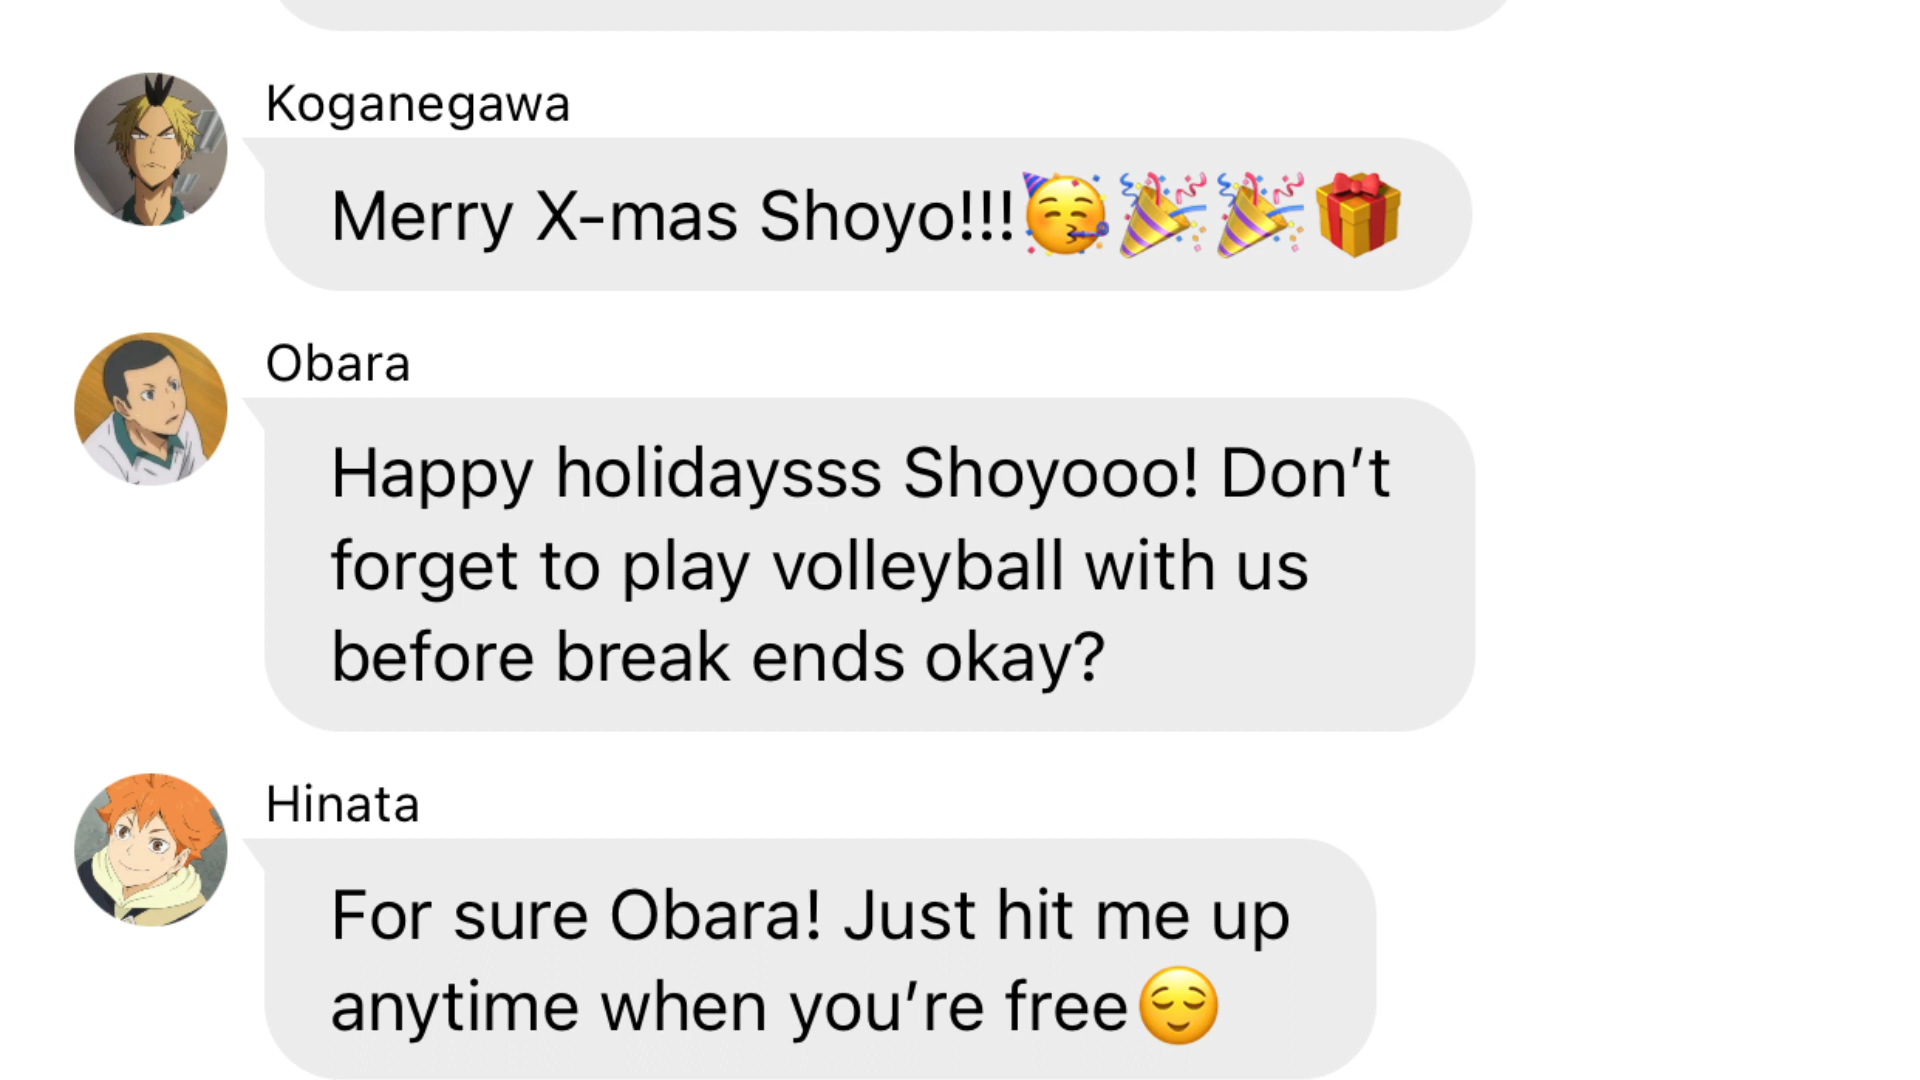 Koganegawa
Merry X-mas Shoyo!!!🥳🎉🎉🎁
Obara
Happy holidaysss Shoyooo! Don’t
forget to play volleyball with us
before break ends okay?
Hinata
For sure Obara! Just hit me up
anytime when you’re free😌